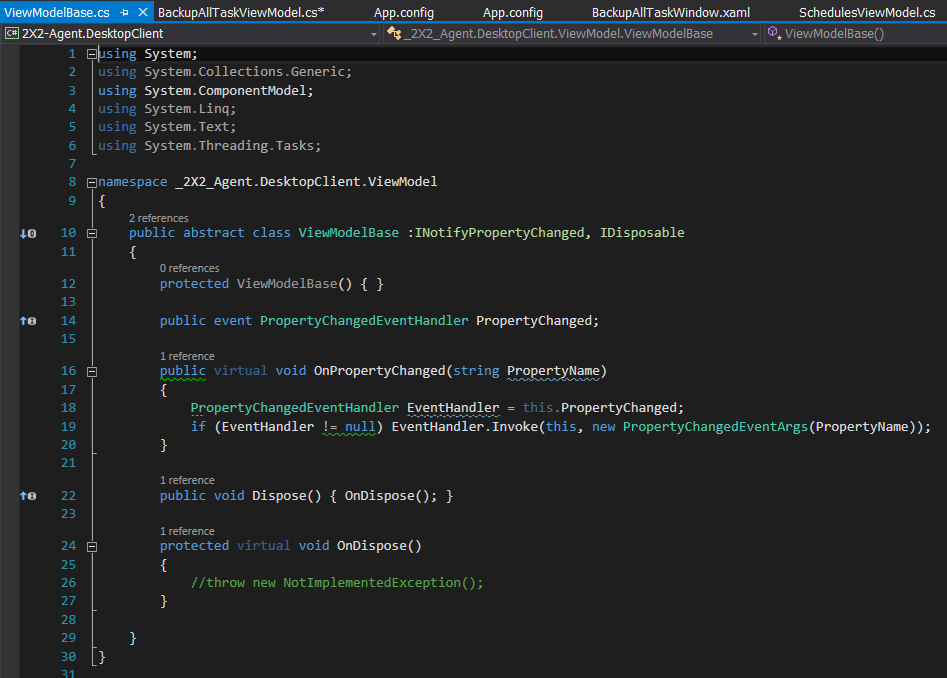 ViewModelBase.cs BackupAllTaskViewModel.cs* App.config App.config BackupAllTaskWindow.xaml SchedulesViewModel.cs
C# 2X2-Agent.DesktopClient _2X2_Agent.DesktopClient.ViewModel.ViewModelBase ViewModelBase()
1 using System;
2 using System.Collections.Generic;
3 using System.ComponentModel;
4 using System.Linq;
5 using System.Text;
6 using System.Threading.Tasks;
7
8 namespace _2X2_Agent.DesktopClient.ViewModel
9 {
2 references
10 public abstract class ViewModelBase :INotifyPropertyChanged, IDisposable
11 {
0 references
12 protected ViewModelBase() { }
13
14 public event PropertyChangedEventHandler PropertyChanged;
15
1 reference
16 public virtual void OnPropertyChanged(string PropertyName)
17 {
18 PropertyChangedEventHandler EventHandler = this.PropertyChanged;
19 if (EventHandler != null) EventHandler.Invoke(this, new PropertyChangedEventArgs(PropertyName));
20 }
21
1 reference
22 public void Dispose() { OnDispose(); }
23
1 reference
24 protected virtual void OnDispose()
25 {
26 //throw new NotImplementedException();
27 }
28
29 }
30 }
31